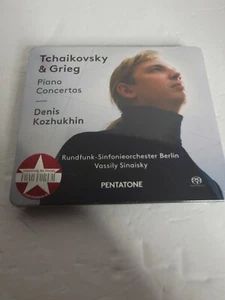 Tchaikovsky
& Grieg
Piano
Concertos
Denis
Kozhukhin
Rundfunk-Sinfonieorchester Berlin
Vassily Sinaisky
PENTATONE